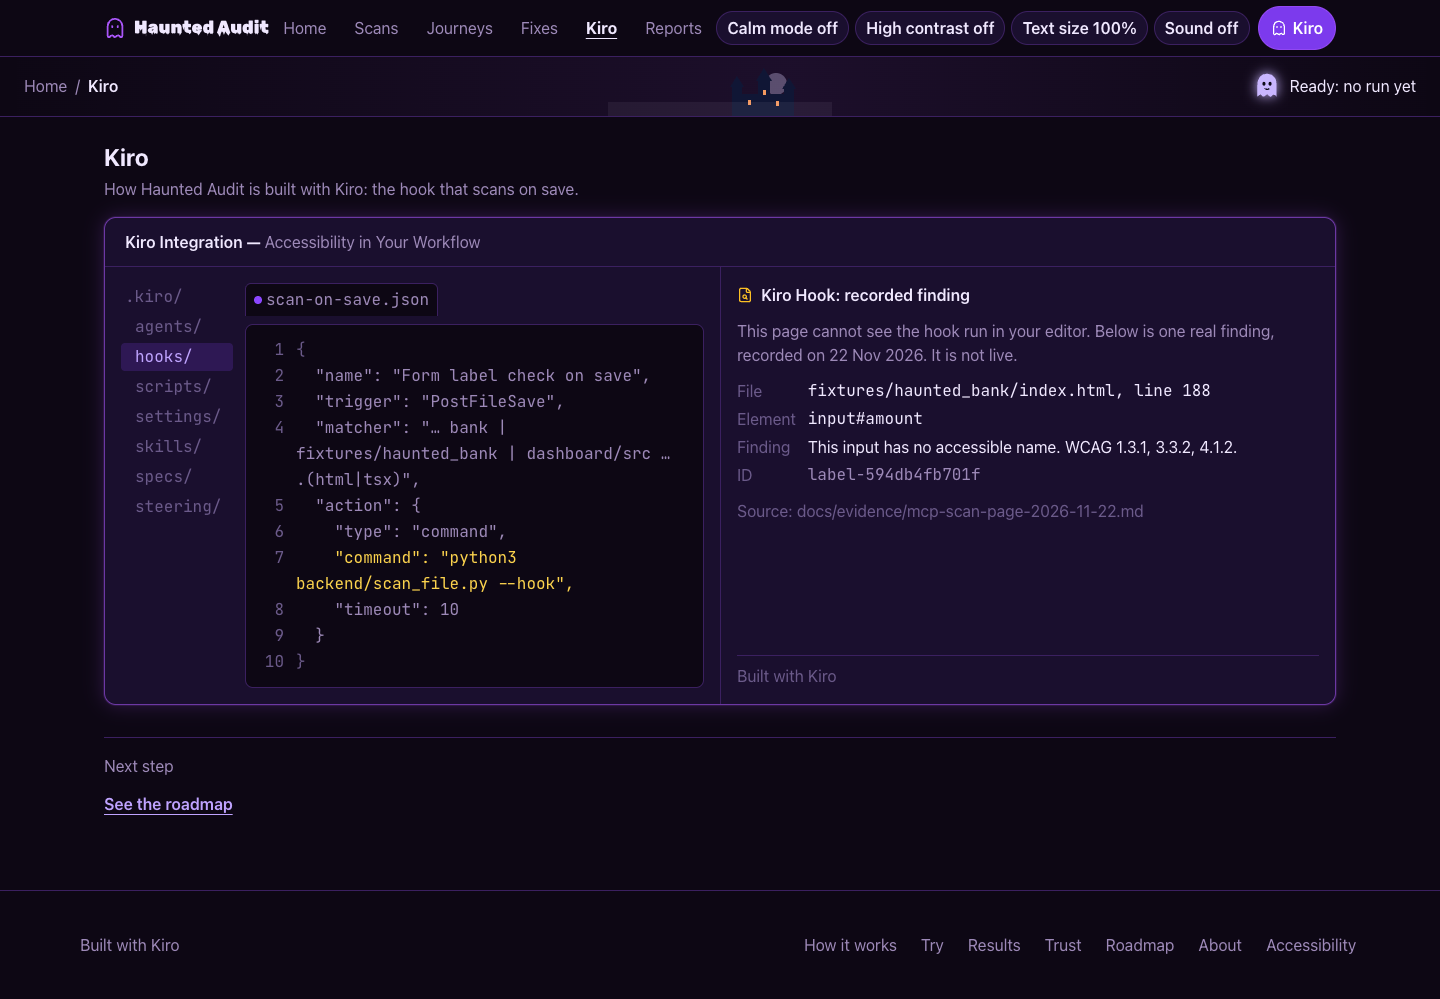 Haunted Audit
Home
Scans
Journeys
Fixes
Kiro
Reports
Calm mode off
High contrast off
Text size 100%
Sound off
Kiro
Home / Kiro
Ready: no run yet
Kiro
How Haunted Audit is built with Kiro: the hook that scans on save.
Kiro Integration — Accessibility in Your Workflow
.kiro/
agents/
hooks/
scripts/
settings/
skills/
specs/
steering/
scan-on-save.json
1 {
2 "name": "Form label check on save",
3 "trigger": "PostFileSave",
4 "matcher": "… bank |
fixtures/haunted_bank | dashboard/src …
.(html|tsx)",
5 "action": {
6 "type": "command",
7 "command": "python3
backend/scan_file.py --hook",
8 "timeout": 10
9 }
10 }
Kiro Hook: recorded finding
This page cannot see the hook run in your editor. Below is one real finding,
recorded on 22 Nov 2026. It is not live.
File fixtures/haunted_bank/index.html, line 188
Element input#amount
Finding This input has no accessible name. WCAG 1.3.1, 3.3.2, 4.1.2.
ID label-594db4fb701f
Source: docs/evidence/mcp-scan-page-2026-11-22.md
Built with Kiro
Next step
See the roadmap
Built with Kiro
How it works
Try
Results
Trust
Roadmap
About
Accessibility